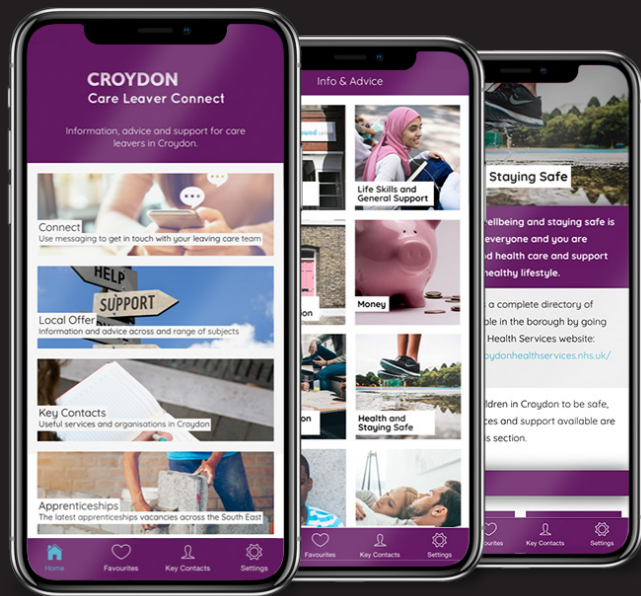 CROYDON
Care Leaver Connect
Information, advice and support for care
leavers in Croydon.
Connect
Use messaging to get in touch with your leaving care team
HELP
SUPPORT
Local Offer
Information and advice across and range of subjects
Key Contacts
Useful services and organisations in Croydon
Apprenticeships
The latest apprenticeships vacancies across the South East
Home
Favourites
Key Contacts
Settings
Info & Advice
Life Skills and
General Support
Money
Health and
Staying Safe
Favourites
Key Contacts
Settings
Staying Safe
ellbeing and staying safe is
everyone and you are
d health care and support
healthy lifestyle.
s a complete directory of
ble in the borough by going
Health Services website:
oydonhealthservices.nhs.uk/
ildren in Croydon to be safe,
ces and support available are
is section.
ourites
Key Contacts
Settings